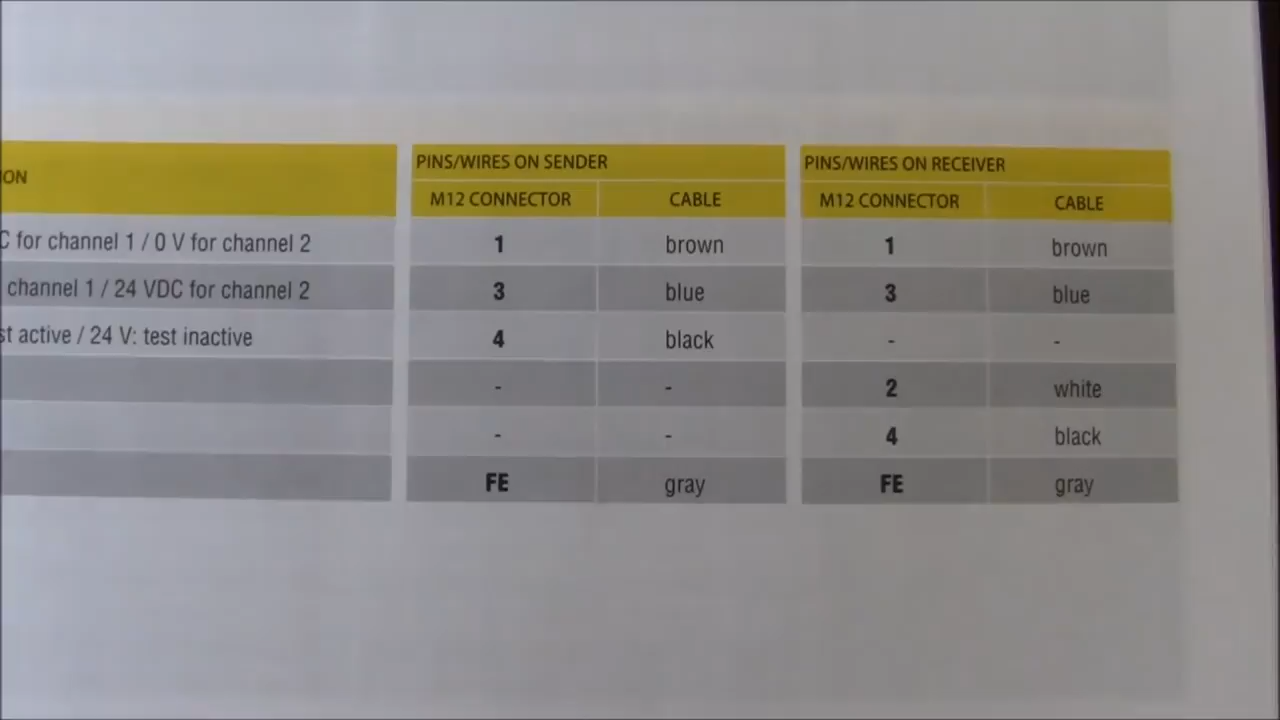 ION PINS/WIRES ON SENDER PINS/WIRES ON RECEIVER
M12 CONNECTOR CABLE M12 CONNECTOR CABLE
C for channel 1 / 0 V for channel 2 1 brown 1 brown
channel 1 / 24 VDC for channel 2 3 blue 3 blue
st active / 24 V: test inactive 4 black - -
- - 2 white
- - 4 black
FE gray FE gray